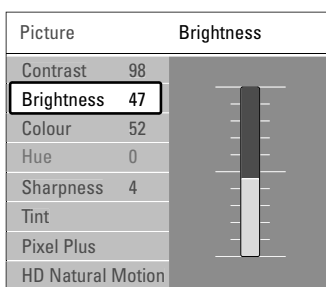 Picture Brightness
Contrast 98
Brightness 47
Colour 52
Hue 0
Sharpness 4
Tint
Pixel Plus
HD Natural Motion